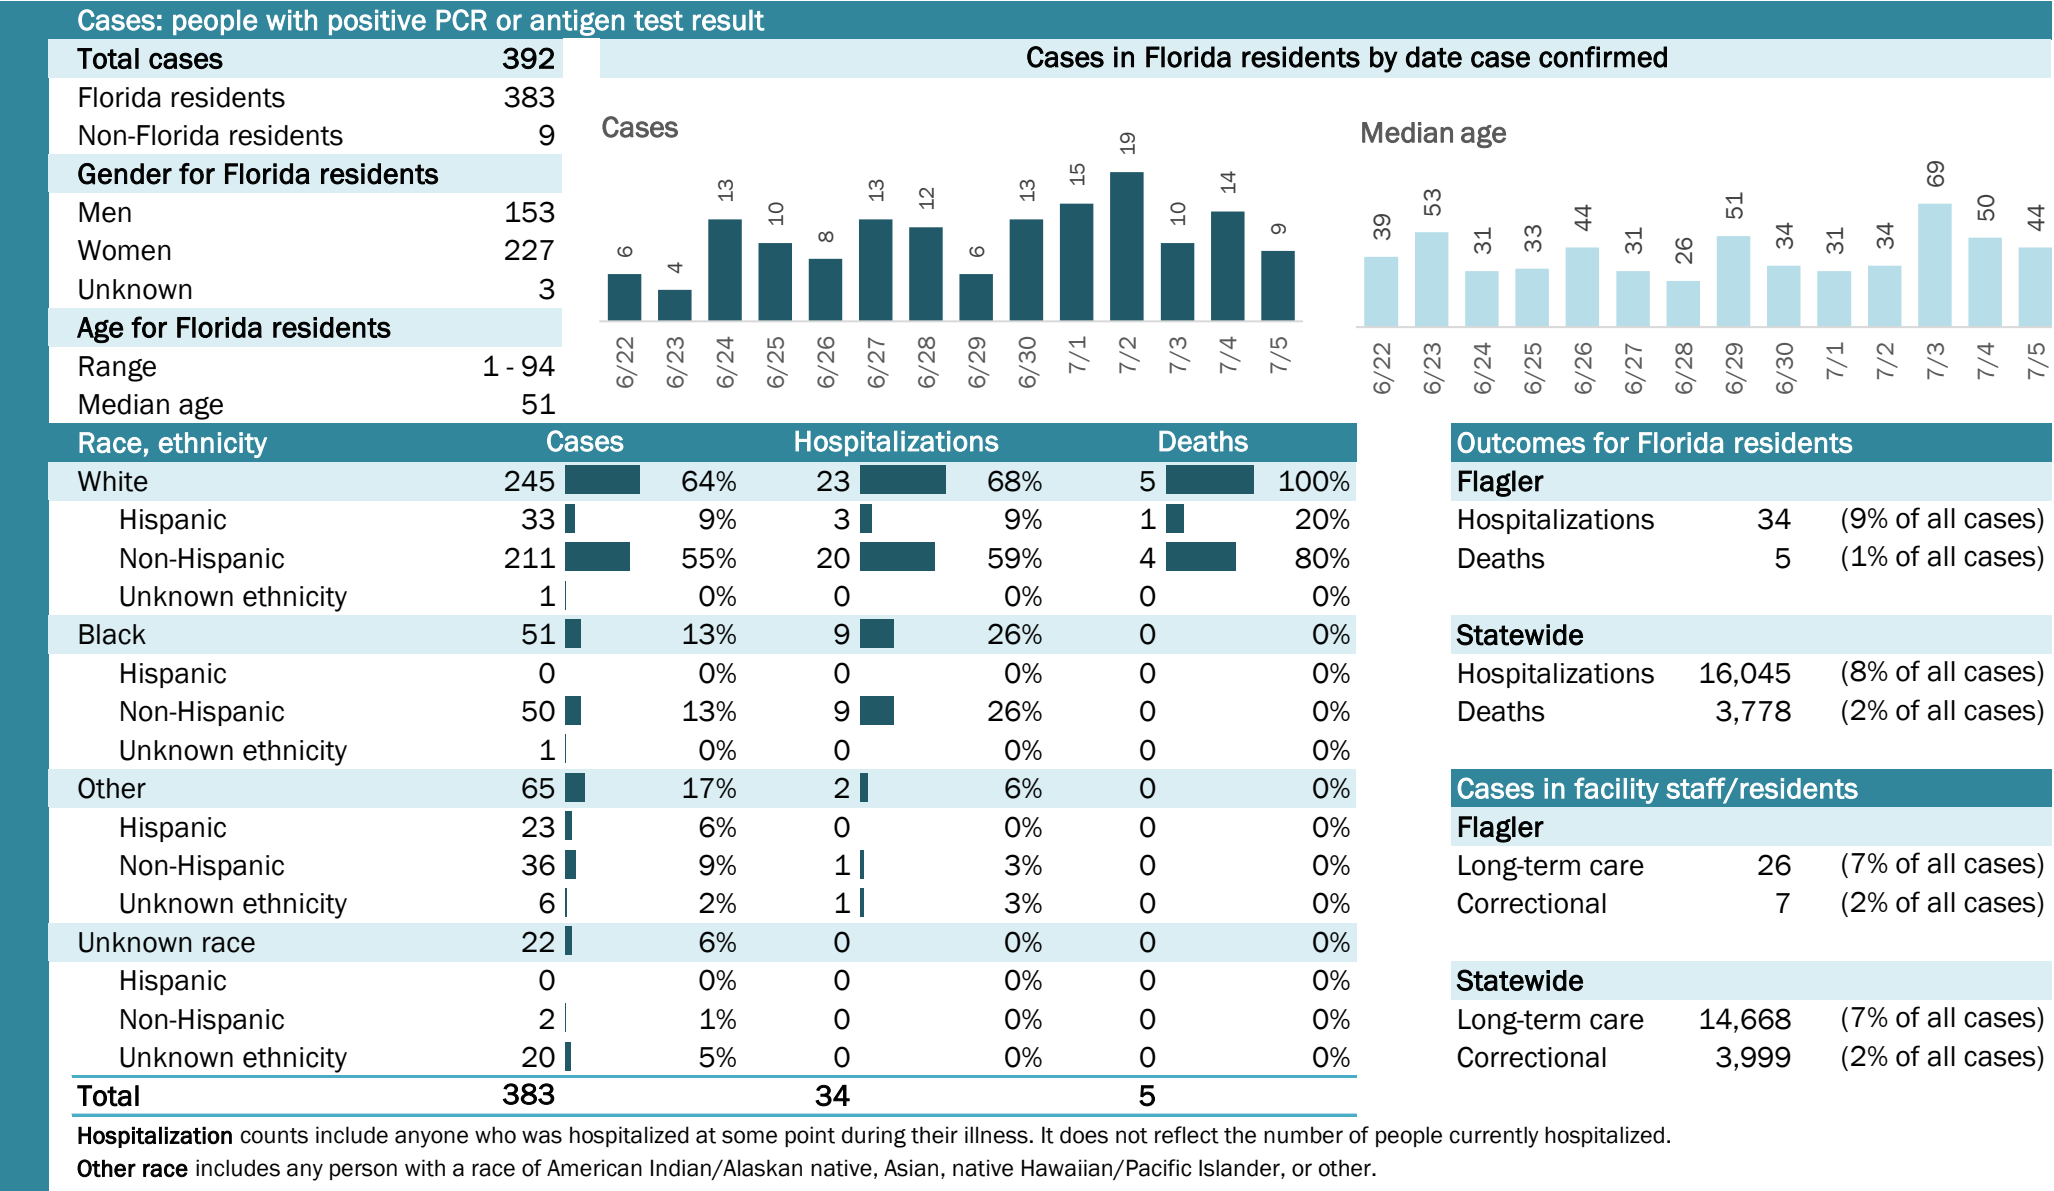 Cases: people with positive PCR or antigen test result
Total cases 392
Florida residents 383
Non-Florida residents 9
Gender for Florida residents
Men 153
Women 227
Unknown 3
Age for Florida residents
Range 1 - 94
Median age 51
Cases in Florida residents by date case confirmed
Cases
6 4 13 10 8 13 12 6 13 15 19 10 14 9
6/22 6/23 6/24 6/25 6/26 6/27 6/28 6/29 6/30 7/1 7/2 7/3 7/4 7/5
Median age
39 53 31 33 44 31 26 51 34 31 34 69 50 44
6/22 6/23 6/24 6/25 6/26 6/27 6/28 6/29 6/30 7/1 7/2 7/3 7/4 7/5
Race, ethnicity Cases Hospitalizations Deaths
White 245 64% 23 68% 5 100%
Hispanic 33 9% 3 9% 1 20%
Non-Hispanic 211 55% 20 59% 4 80%
Unknown ethnicity 1 0% 0 0% 0 0%
Black 51 13% 9 26% 0 0%
Hispanic 0 0% 0 0% 0 0%
Non-Hispanic 50 13% 9 26% 0 0%
Unknown ethnicity 1 0% 0 0% 0 0%
Other 65 17% 2 6% 0 0%
Hispanic 23 6% 0 0% 0 0%
Non-Hispanic 36 9% 1 3% 0 0%
Unknown ethnicity 6 2% 1 3% 0 0%
Unknown race 22 6% 0 0% 0 0%
Hispanic 0 0% 0 0% 0 0%
Non-Hispanic 2 1% 0 0% 0 0%
Unknown ethnicity 20 5% 0 0% 0 0%
Total 383 34 5
Outcomes for Florida residents
Flagler
Hospitalizations 34 (9% of all cases)
Deaths 5 (1% of all cases)
Statewide
Hospitalizations 16,045 (8% of all cases)
Deaths 3,778 (2% of all cases)
Cases in facility staff/residents
Flagler
Long-term care 26 (7% of all cases)
Correctional 7 (2% of all cases)
Statewide
Long-term care 14,668 (7% of all cases)
Correctional 3,999 (2% of all cases)
Hospitalization counts include anyone who was hospitalized at some point during their illness. It does not reflect the number of people currently hospitalized.
Other race includes any person with a race of American Indian/Alaskan native, Asian, native Hawaiian/Pacific Islander, or other.